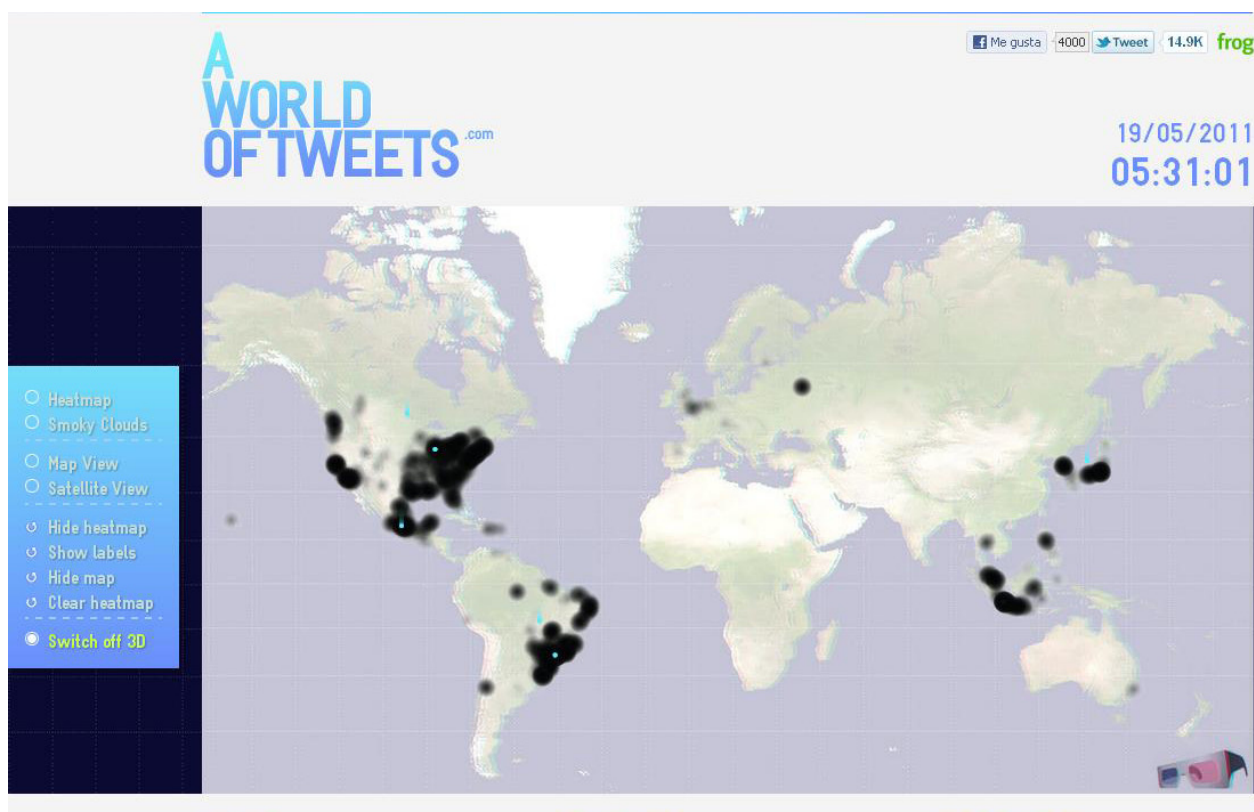 A
WORLD
OF TWEETS .com
Me gusta 4000 Tweet 14.9K frog
19/05/2011
05:31:01
Heatmap
Smoky Clouds
Map View
Satellite View
Hide heatmap
Show labels
Hide map
Clear heatmap
Switch off 3D